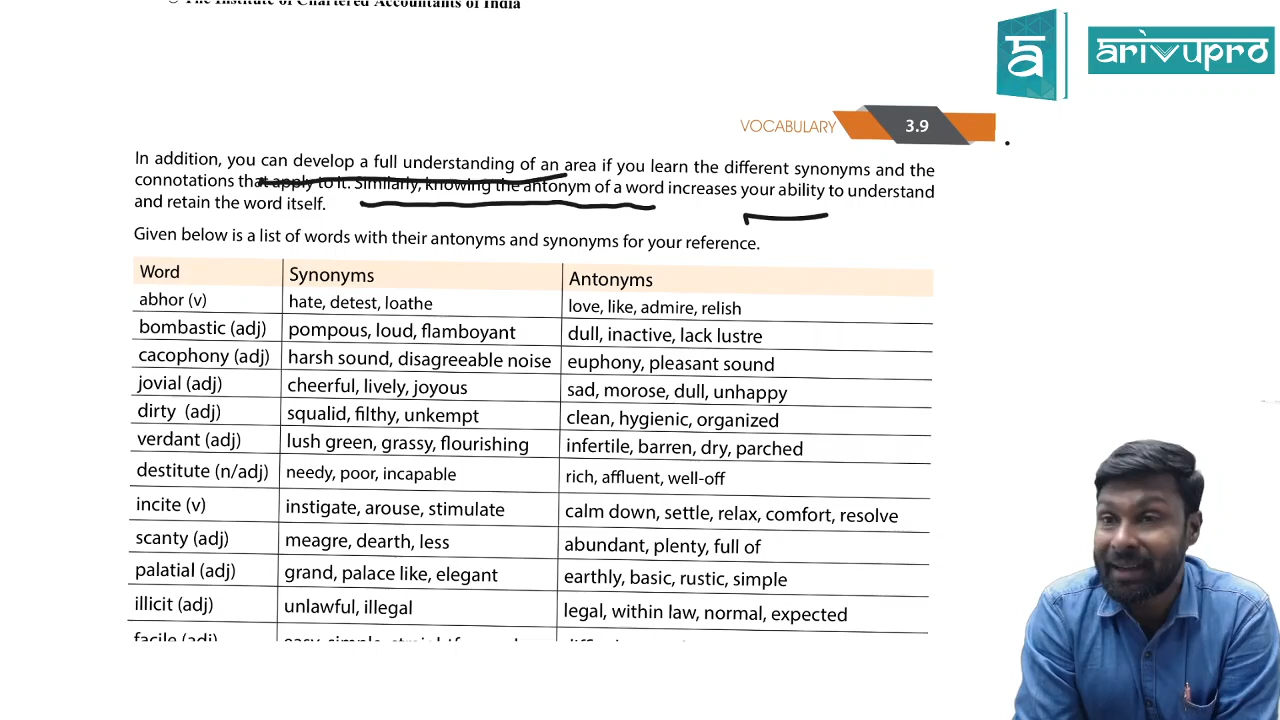 © The Institute of Chartered Accountants of India
a arivupro
VOCABULARY 3.9
In addition, you can develop a full understanding of an area if you learn the different synonyms and the
connotations that apply to it. Similarly, knowing the antonym of a word increases your ability to understand
and retain the word itself.
Given below is a list of words with their antonyms and synonyms for your reference.
Word Synonyms Antonyms
abhor (v) hate, detest, loathe love, like, admire, relish
bombastic (adj) pompous, loud, flamboyant dull, inactive, lack lustre
cacophony (adj) harsh sound, disagreeable noise euphony, pleasant sound
jovial (adj) cheerful, lively, joyous sad, morose, dull, unhappy
dirty (adj) squalid, filthy, unkempt clean, hygienic, organized
verdant (adj) lush green, grassy, flourishing infertile, barren, dry, parched
destitute (n/adj) needy, poor, incapable rich, affluent, well-off
incite (v) instigate, arouse, stimulate calm down, settle, relax, comfort, resolve
scanty (adj) meagre, dearth, less abundant, plenty, full of
palatial (adj) grand, palace like, elegant earthly, basic, rustic, simple
illicit (adj) unlawful, illegal legal, within law, normal, expected
facile (adj) easy, simple,